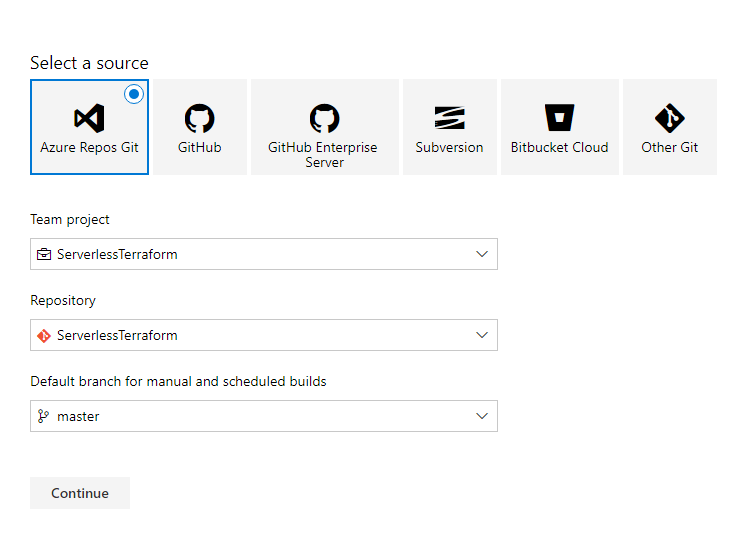 Select a source
Azure Repos Git
GitHub
GitHub Enterprise
Server
Subversion
Bitbucket Cloud
Other Git
Team project
ServerlessTerraform
Repository
ServerlessTerraform
Default branch for manual and scheduled builds
master
Continue